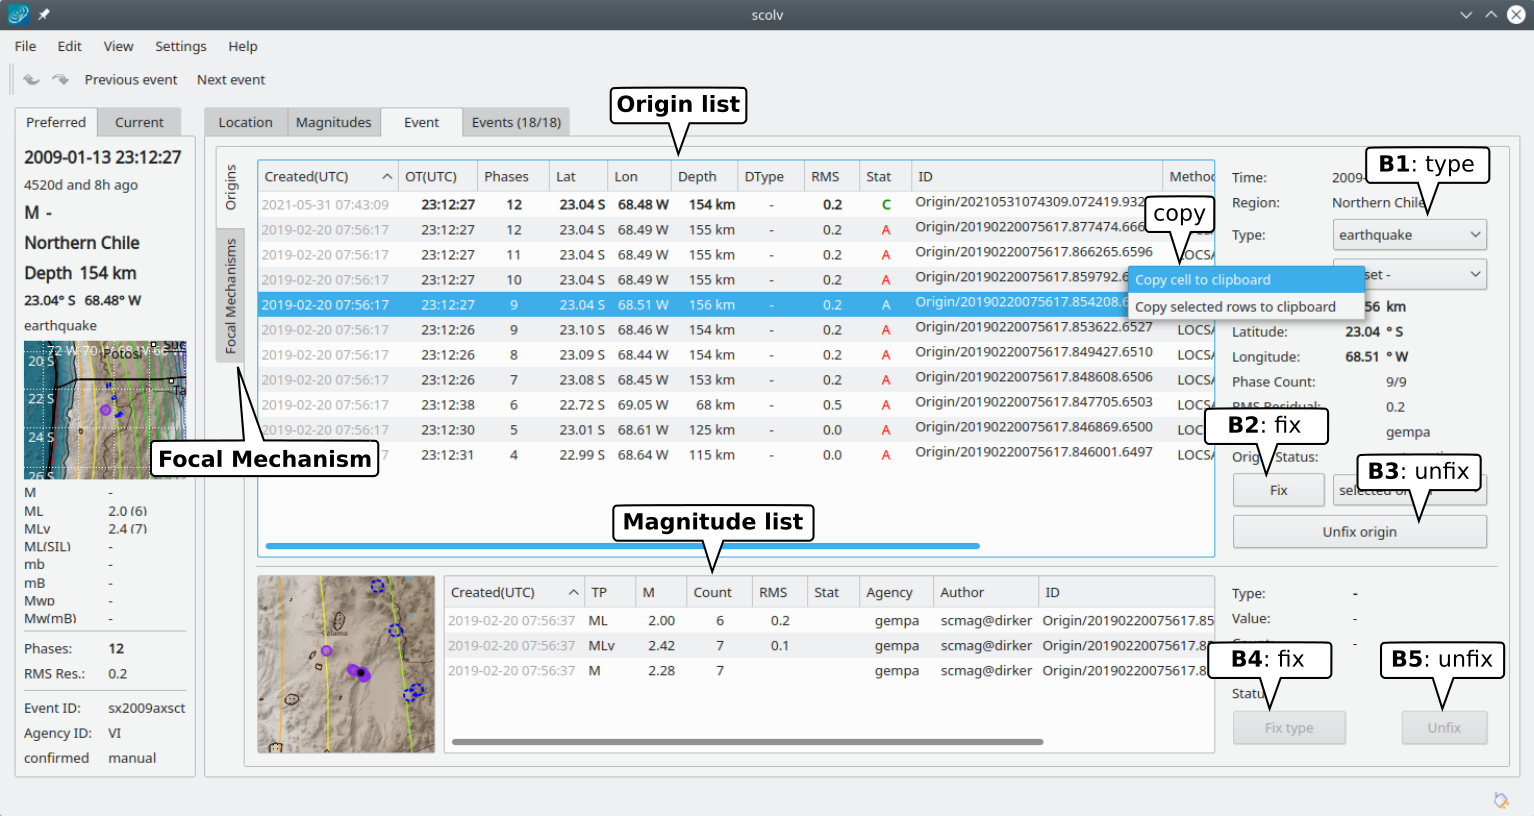 scolv
File Edit View Settings Help
Previous event Next event
Preferred Current
2009-01-13 23:12:27
4520d and 8h ago
M -
Northern Chile
Depth 154 km
23.04° S 68.48° W
earthquake
72 W 70 W 68 W 66
Potosi
20 S
22 S
24 S
26 S
M -
ML 2.0 (6)
MLv 2.4 (7)
ML(SIL) -
mb -
mB -
Mwp -
Mw(mB) -
Phases: 12
RMS Res.: 0.2
Event ID: sx2009axsct
Agency ID: VI
confirmed manual
Location Magnitudes Event Events (18/18)
Origin list
Origins
Focal Mechanisms
Focal Mechanism
Created(UTC) OT(UTC) Phases Lat Lon Depth DType RMS Stat ID Method
2021-05-31 07:43:09 23:12:27 12 23.04 S 68.48 W 154 km - 0.2 C Origin/20210531074309.072419.932
2019-02-20 07:56:17 23:12:27 12 23.04 S 68.49 W 155 km - 0.2 A Origin/20190220075617.877474.666
2019-02-20 07:56:17 23:12:27 11 23.04 S 68.49 W 155 km - 0.2 A Origin/20190220075617.866265.6596 LOCSA
2019-02-20 07:56:17 23:12:27 10 23.04 S 68.49 W 155 km - 0.2 A Origin/20190220075617.859792.6
2019-02-20 07:56:17 23:12:27 9 23.04 S 68.51 W 156 km - 0.2 A Origin/20190220075617.854208.6
2019-02-20 07:56:17 23:12:26 9 23.10 S 68.46 W 154 km - 0.2 A Origin/20190220075617.853622.6527 LOCSA
2019-02-20 07:56:17 23:12:26 8 23.09 S 68.44 W 154 km - 0.2 A Origin/20190220075617.849427.6510 LOCSA
2019-02-20 07:56:17 23:12:26 7 23.08 S 68.45 W 153 km - 0.2 A Origin/20190220075617.848608.6506 LOCSA
2019-02-20 07:56:17 23:12:38 6 22.72 S 69.05 W 68 km - 0.5 A Origin/20190220075617.847705.6503 LOCSA
2019-02-20 07:56:17 23:12:30 5 23.01 S 68.61 W 125 km - 0.0 A Origin/20190220075617.846869.6500 LOCSA
7 23:12:31 4 22.99 S 68.64 W 115 km - 0.0 A Origin/20190220075617.846001.6497 LOCSA
copy
Copy cell to clipboard
Copy selected rows to clipboard
B1: type
Time: 2009-
Region: Northern Chile
Type: earthquake
set -
56 km
Latitude: 23.04 ° S
Longitude: 68.51 ° W
Phase Count: 9/9
RMS Residual: 0.2
gempa
B2: fix
Origin Status:
B3: unfix
Fix selected origin
Unfix origin
Magnitude list
Calama
Created(UTC) TP M Count RMS Stat Agency Author ID
2019-02-20 07:56:37 ML 2.00 6 0.2 gempa scmag@dirker Origin/20190220075617.85
2019-02-20 07:56:37 MLv 2.42 7 0.1 gempa scmag@dirker Origin/20190220075617.8
2019-02-20 07:56:37 M 2.28 7 gempa scmag@dirker Origin/20190220075617.8
Type: -
Value: -
Count: -
B4: fix
B5: unfix
Statu
Fix type Unfix